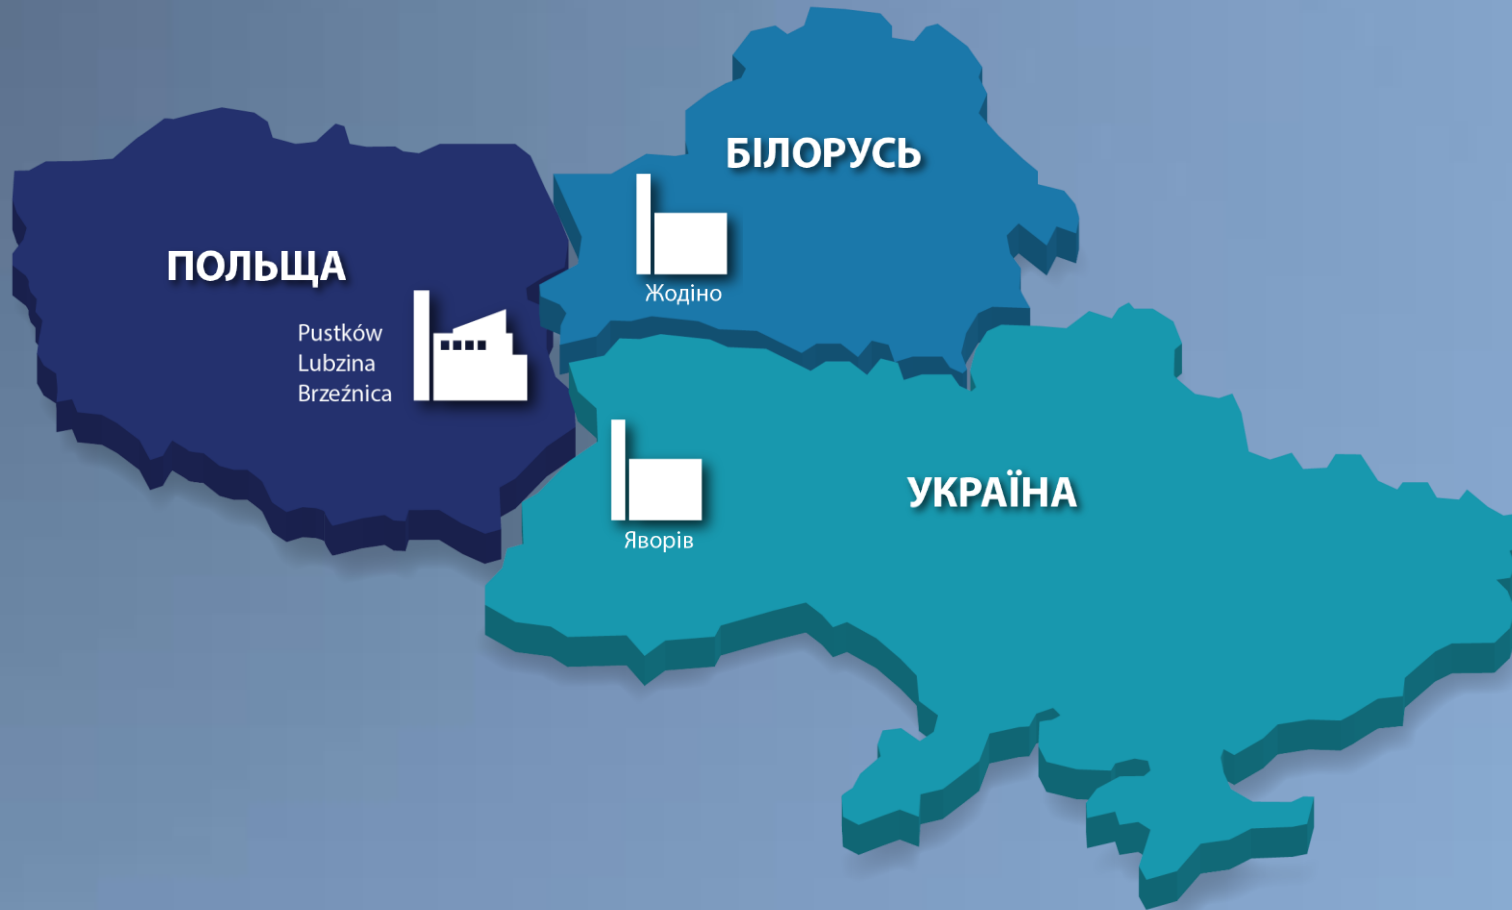 БІЛОРУСЬ
ПОЛЬЩА
Жодіно
Pustków
Lubzina
Brzeźnica
УКРАЇНА
Яворів